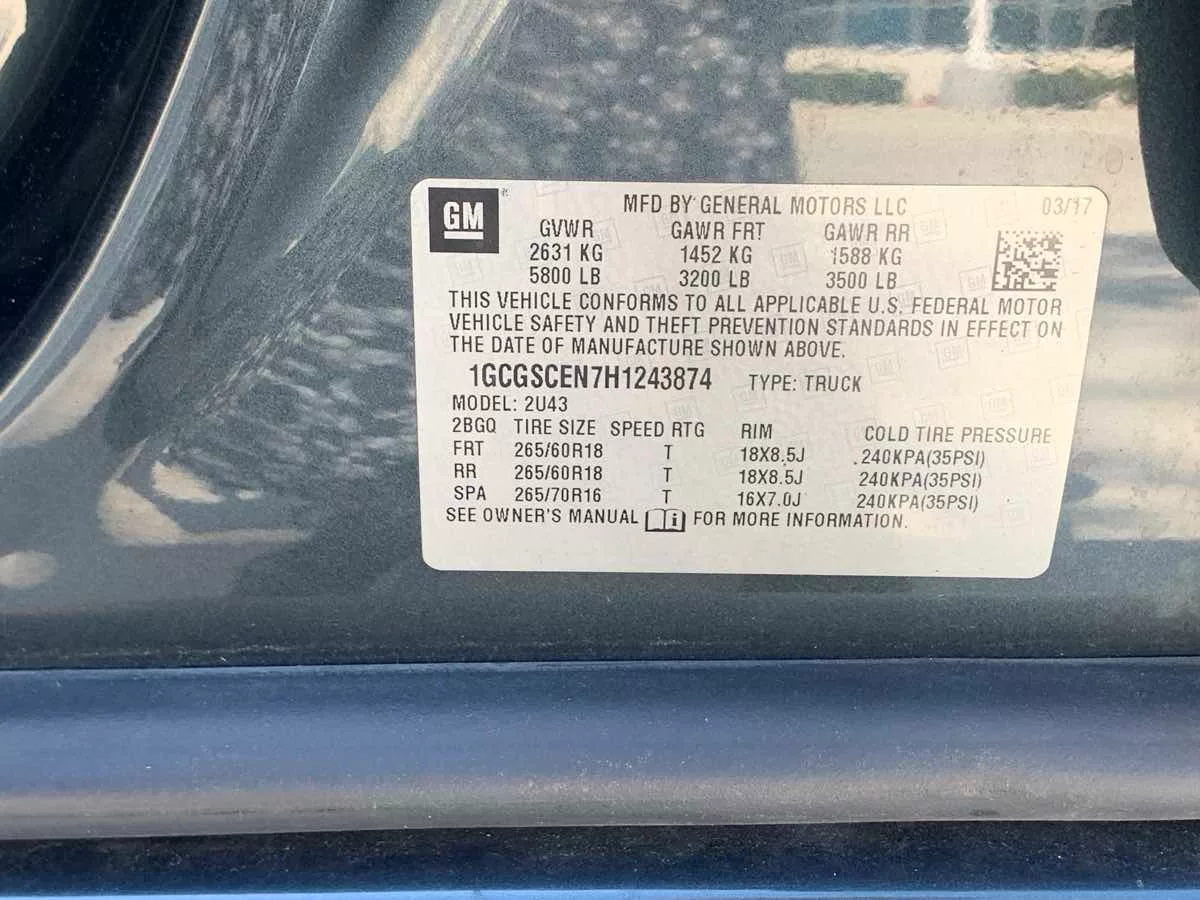 GM
MFD BY GENERAL MOTORS LLC 03/17
GVWR GAWR FRT GAWR RR
2631 KG 1452 KG 1588 KG
5800 LB 3200 LB 3500 LB
THIS VEHICLE CONFORMS TO ALL APPLICABLE U.S. FEDERAL MOTOR
VEHICLE SAFETY AND THEFT PREVENTION STANDARDS IN EFFECT ON
THE DATE OF MANUFACTURE SHOWN ABOVE.
1GCGSCEN7H1243874 TYPE: TRUCK
MODEL: 2U43
2BGQ TIRE SIZE SPEED RTG RIM COLD TIRE PRESSURE
FRT 265/60R18 T 18X8.5J 240KPA(35PSI)
RR 265/60R18 T 18X8.5J 240KPA(35PSI)
SPA 265/70R16 T 16X7.0J 240KPA(35PSI)
SEE OWNER'S MANUAL i FOR MORE INFORMATION.